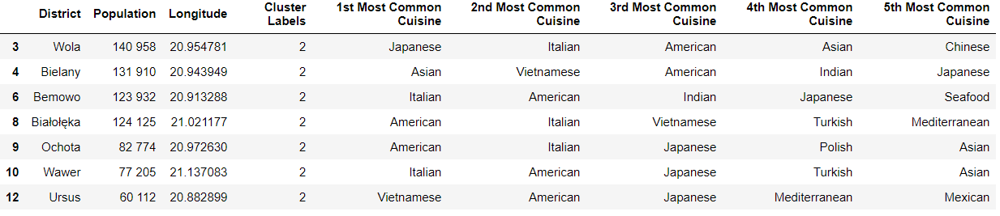 District Population Longitude Cluster Labels 1st Most Common Cuisine 2nd Most Common Cuisine 3rd Most Common Cuisine 4th Most Common Cuisine 5th Most Common Cuisine
3 Wola 140 958 20.954781 2 Japanese Italian American Asian Chinese
4 Bielany 131 910 20.943949 2 Asian Vietnamese American Indian Japanese
6 Bemowo 123 932 20.913288 2 Italian American Indian Japanese Seafood
8 Białołęka 124 125 21.021177 2 American Italian Vietnamese Turkish Mediterranean
9 Ochota 82 774 20.972630 2 American Italian Japanese Polish Asian
10 Wawer 77 205 21.137083 2 Italian American Japanese Turkish Asian
12 Ursus 60 112 20.882899 2 Vietnamese American Japanese Mediterranean Mexican